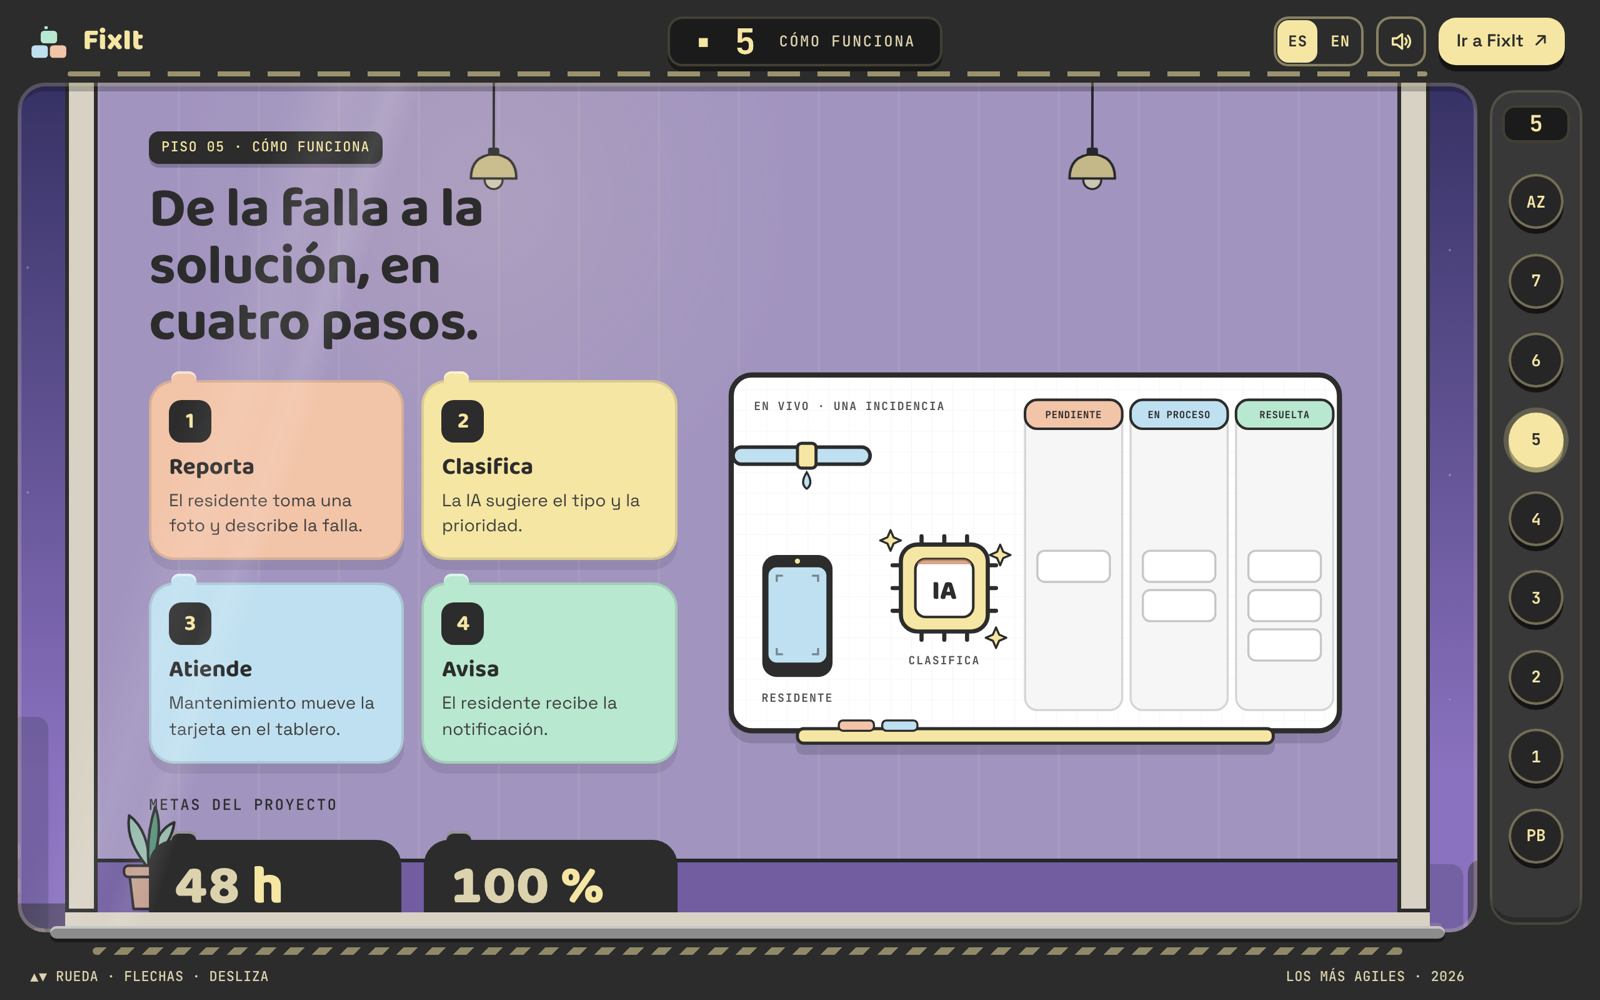 FixIt
5 CÓMO FUNCIONA
ES EN
Ir a FixIt ↗
PISO 05 · CÓMO FUNCIONA
De la falla a la
solución, en
cuatro pasos.
1
Reporta
El residente toma una
foto y describe la falla.
2
Clasifica
La IA sugiere el tipo y la
prioridad.
3
Atiende
Mantenimiento mueve la
tarjeta en el tablero.
4
Avisa
El residente recibe la
notificación.
EN VIVO · UNA INCIDENCIA
PENDIENTE
EN PROCESO
RESUELTA
IA
CLASIFICA
RESIDENTE
METAS DEL PROYECTO
48 h
100 %
5
AZ
7
6
5
4
3
2
1
PB
▲▼ RUEDA · FLECHAS · DESLIZA
LOS MÁS AGILES · 2026